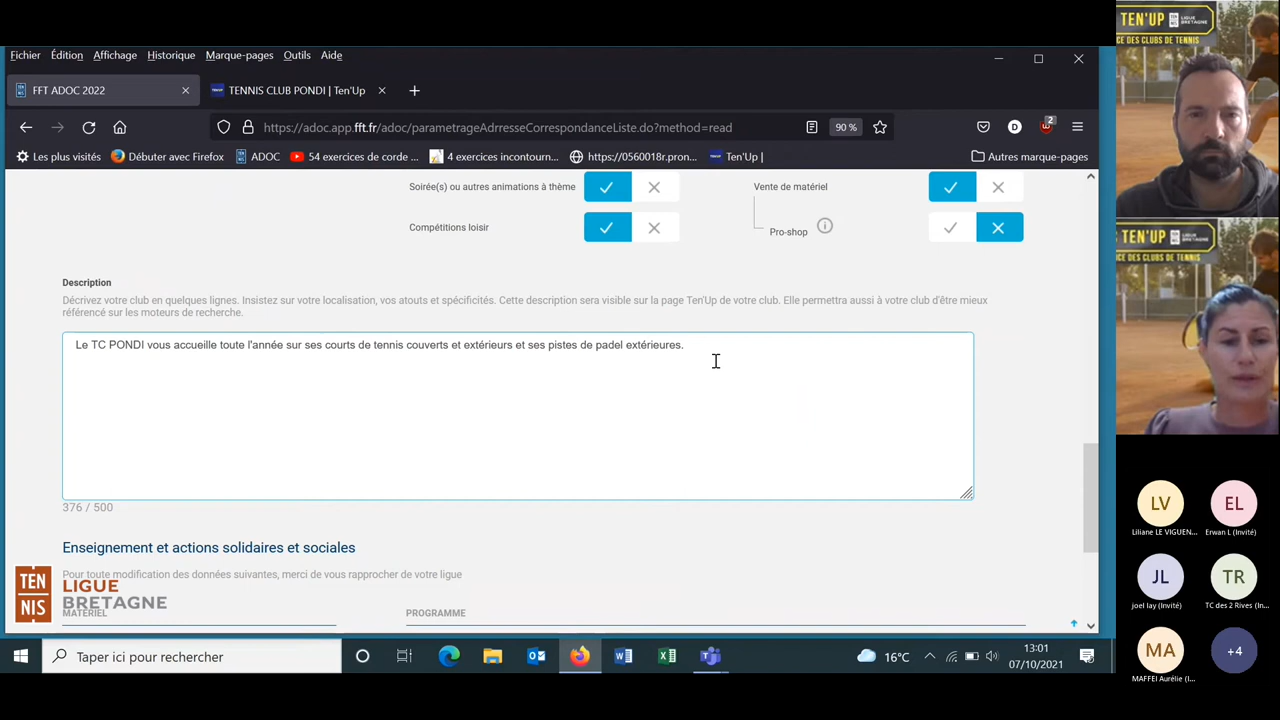 Fichier Édition Affichage Historique Marque-pages Outils Aide
FFT ADOC 2022
TENNIS CLUB PONDI | Ten'Up
https://adoc.app.fft.fr/adoc/parametrageAdrresseCorrespondanceListe.do?method=read
90 %
2
Les plus visités
Débuter avec Firefox
ADOC
54 exercices de corde ...
4 exercices incontourn...
https://0560018r.pron...
Ten'Up |
Autres marque-pages
Soirée(s) ou autres animations à thème
Vente de matériel
Compétitions loisir
Pro-shop
Description
Décrivez votre club en quelques lignes. Insistez sur votre localisation, vos atouts et spécificités. Cette description sera visible sur la page Ten'Up de votre club. Elle permettra aussi à votre club d'être mieux
référencé sur les moteurs de recherche.
Le TC PONDI vous accueille toute l'année sur ses courts de tennis couverts et extérieurs et ses pistes de padel extérieures.
376 / 500
Enseignement et actions solidaires et sociales
Pour toute modification des données suivantes, merci de vous rapprocher de votre ligue
MATÉRIEL
PROGRAMME
TEN
NIS
LIGUE
BRETAGNE
Taper ici pour rechercher
16°C
13:01
07/10/2021
TEN'UP
LIGUE
BRETAGNE
CE DES CLUBS DE TENNIS
TEN'UP
LIGUE
BRETAGNE
CE DES CLUBS DE TENNIS
LV
Liliane LE VIGUEN...
EL
Erwan L (Invité)
JL
joel lay (Invité)
TR
TC des 2 Rives (In...
MA
MAFFEI Aurélie (I...
+4